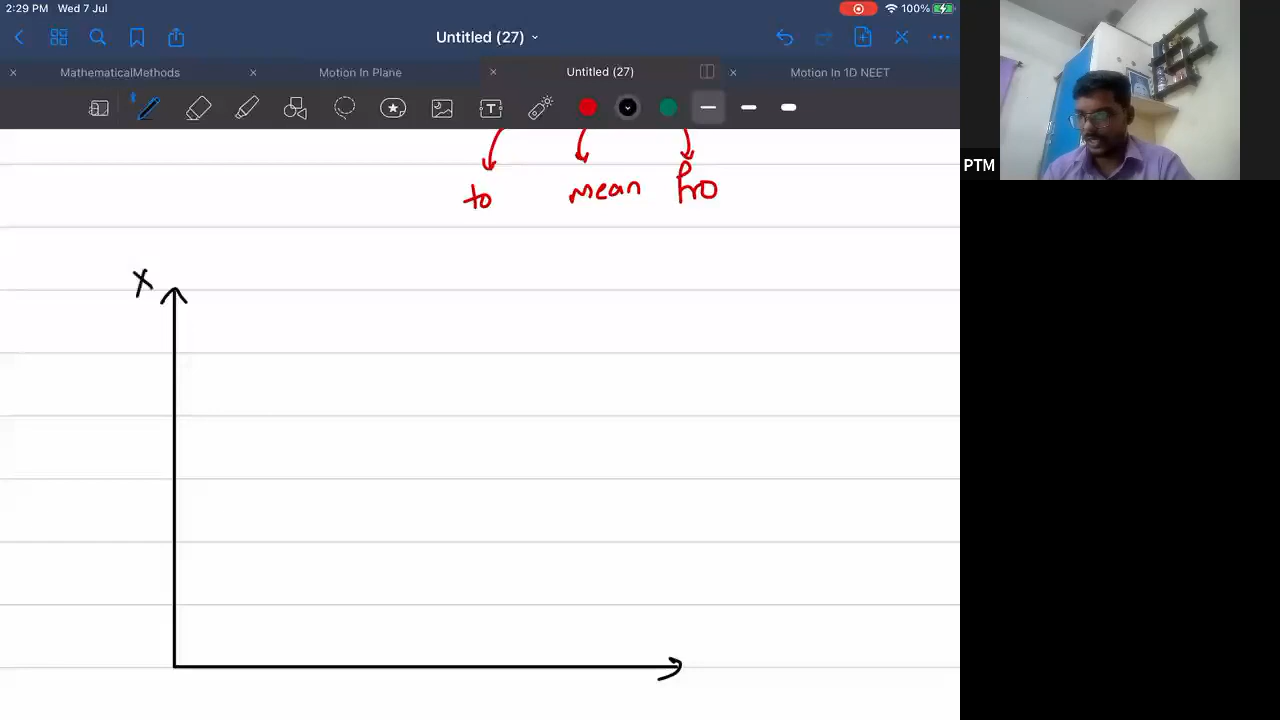 2:29 PM Wed 7 Jul 100%
Untitled (27)
MathematicalMethods Motion In Plane Untitled (27) Motion In 1D NEET
T
PTM
to mean
x